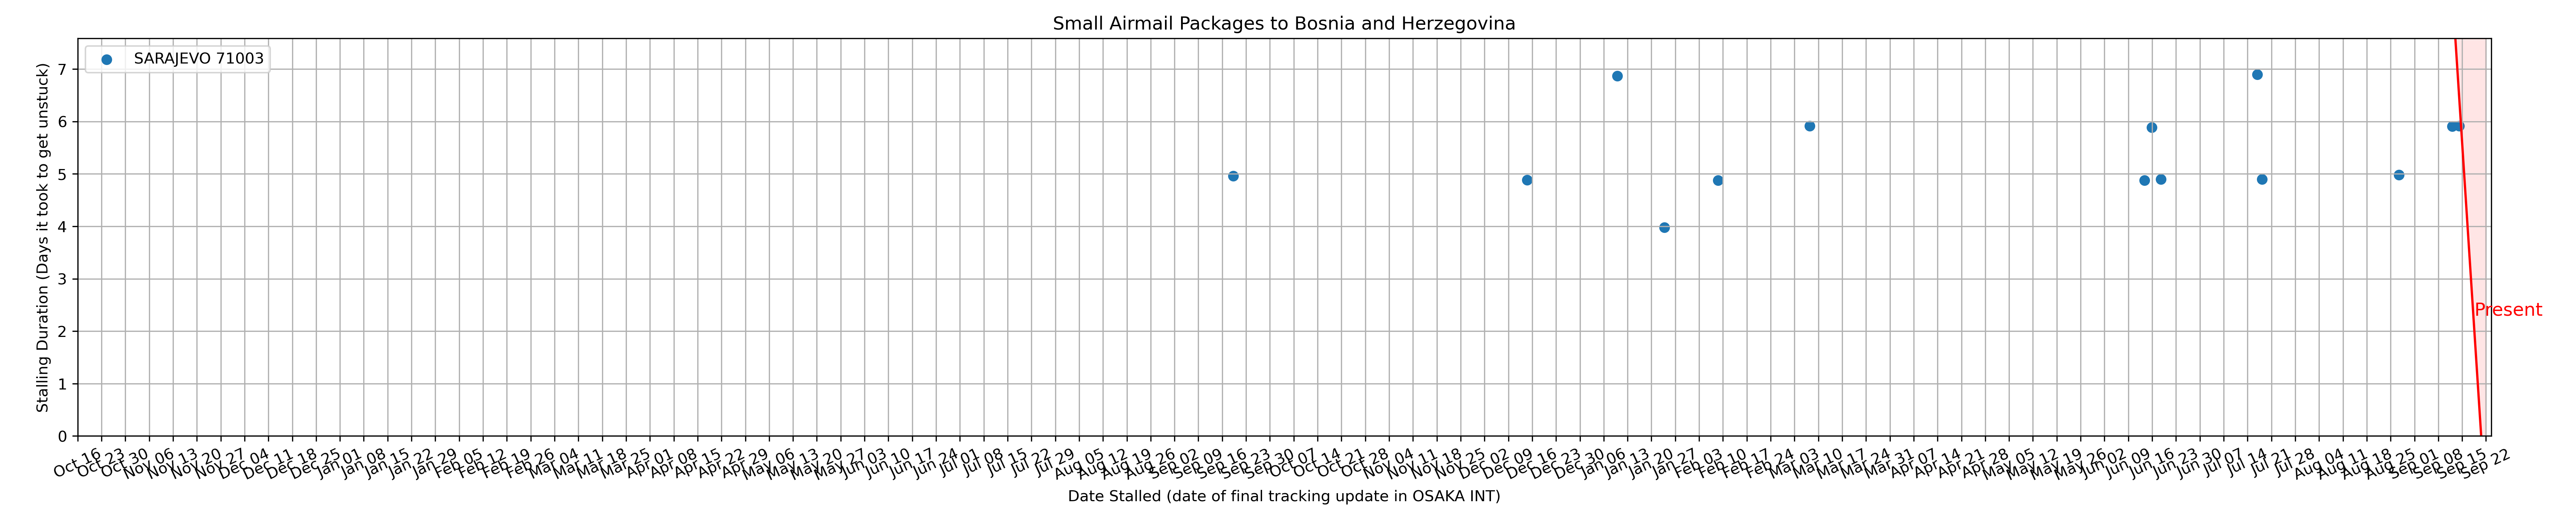 Small Airmail Packages to Bosnia and Herzegovina
SARAJEVO 71003
Stalling Duration (Days it took to get unstuck)
7
6
5
4
3
2
1
0
Present
Oct 16
Oct 23
Oct 30
Nov 06
Nov 13
Nov 20
Nov 27
Dec 04
Dec 11
Dec 18
Dec 25
Jan 01
Jan 08
Jan 15
Jan 22
Jan 29
Feb 05
Feb 12
Feb 19
Feb 26
Mar 04
Mar 11
Mar 18
Mar 25
Apr 01
Apr 08
Apr 15
Apr 22
Apr 29
May 06
May 13
May 20
May 27
Jun 03
Jun 10
Jun 17
Jun 24
Jul 01
Jul 08
Jul 15
Jul 22
Jul 29
Aug 05
Aug 12
Aug 19
Aug 26
Sep 02
Sep 09
Sep 16
Sep 23
Sep 30
Oct 07
Oct 14
Oct 21
Oct 28
Nov 04
Nov 11
Nov 18
Nov 25
Dec 02
Dec 09
Dec 16
Dec 23
Dec 30
Jan 06
Jan 13
Jan 20
Jan 27
Feb 03
Feb 10
Feb 17
Feb 24
Mar 03
Mar 10
Mar 17
Mar 24
Mar 31
Apr 07
Apr 14
Apr 21
Apr 28
May 05
May 12
May 19
May 26
Jun 02
Jun 09
Jun 16
Jun 23
Jun 30
Jul 07
Jul 14
Jul 21
Jul 28
Aug 04
Aug 11
Aug 18
Aug 25
Sep 01
Sep 08
Sep 15
Sep 22
Date Stalled (date of final tracking update in OSAKA INT)